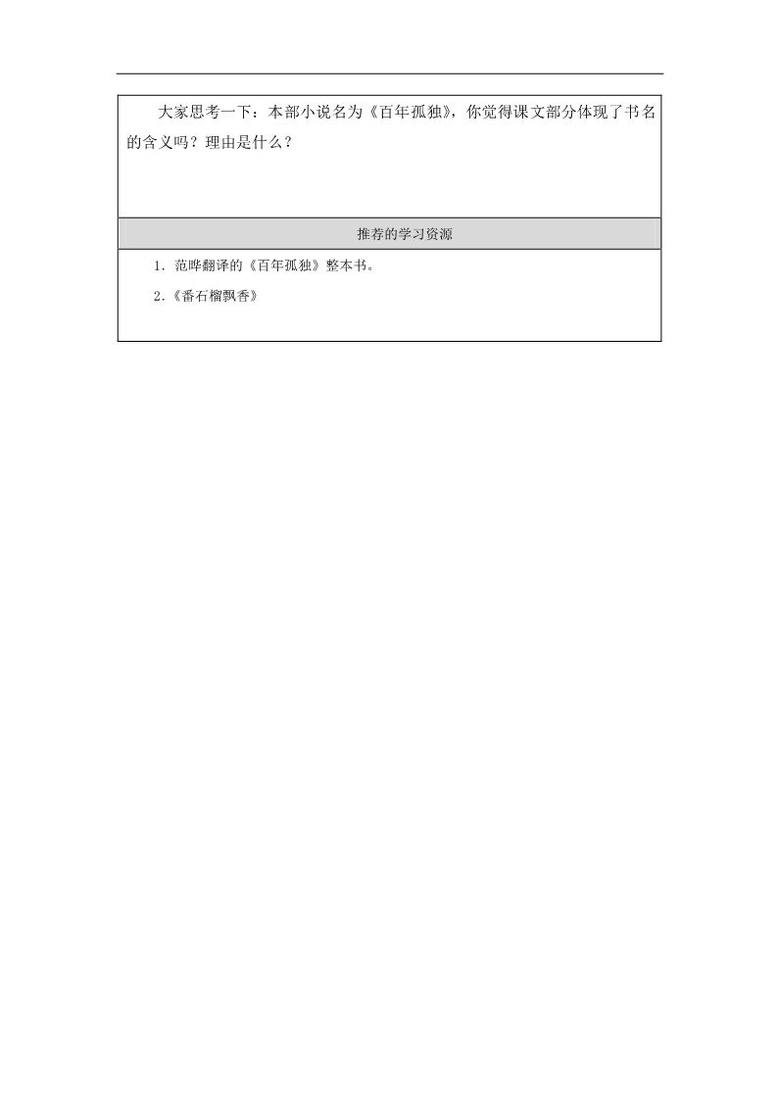 大家思考一下：本部小说名为《百年孤独》，你觉得课文部分体现了书名
的含义吗？理由是什么？
推荐的学习资源
1. 范晔翻译的《百年孤独》整本书。
2.《番石榴飘香》